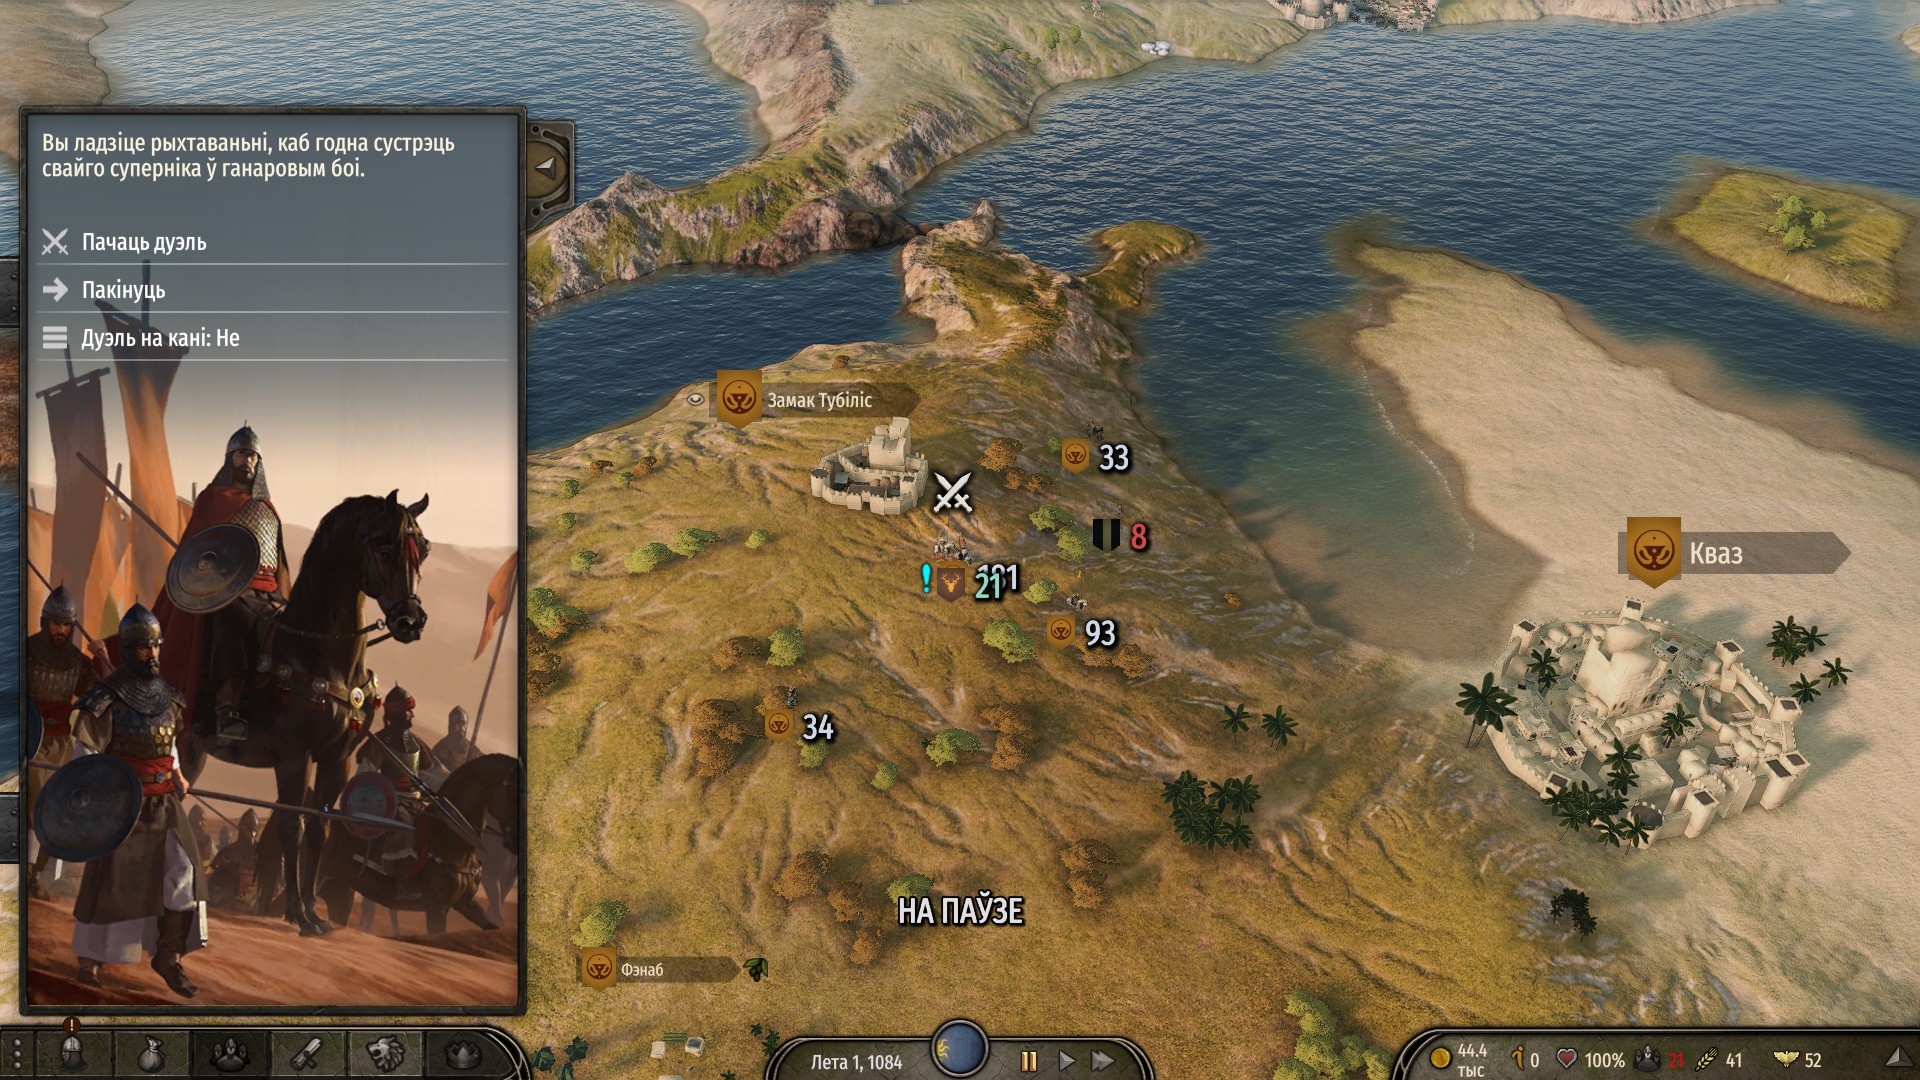 Вы ладзіце рыхтаваньні, каб годна сустрэць
свайго суперніка ў ганаровым боі.
Пачаць дуэль
Пакінуць
Дуэль на кані: Не
Замак Тубіліс
33
8
21
93
34
Кваз
НА ПАЎЗЕ
Фэнаб
Лета 1, 1084
44.4
тыс
0
100%
21
41
52